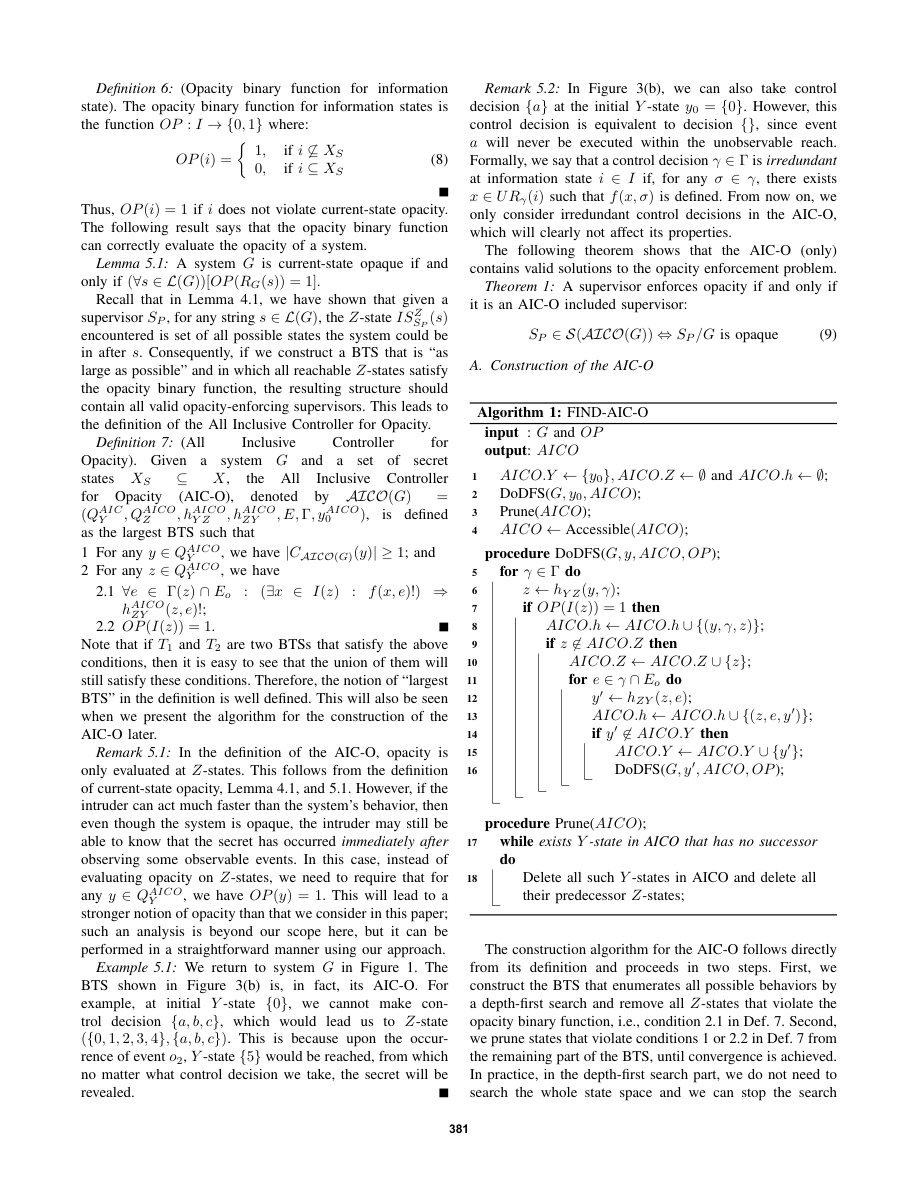 Definition 6: (Opacity binary function for information
state). The opacity binary function for information states is
the function OP : I → {0, 1} where:
OP(i) = { 1, if i ⊈ X_S
0, if i ⊆ X_S (8)
■
Thus, OP(i) = 1 if i does not violate current-state opacity.
The following result says that the opacity binary function
can correctly evaluate the opacity of a system.
Lemma 5.1: A system G is current-state opaque if and
only if (∀s ∈ L(G))[OP(R_G(s)) = 1].
Recall that in Lemma 4.1, we have shown that given a
supervisor S_P, for any string s ∈ L(G), the Z-state IS^Z_{S_P}(s)
encountered is set of all possible states the system could be
in after s. Consequently, if we construct a BTS that is “as
large as possible” and in which all reachable Z-states satisfy
the opacity binary function, the resulting structure should
contain all valid opacity-enforcing supervisors. This leads to
the definition of the All Inclusive Controller for Opacity.
Definition 7: (All Inclusive Controller for
Opacity). Given a system G and a set of secret
states X_S ⊆ X, the All Inclusive Controller
for Opacity (AIC-O), denoted by AICO(G) =
(Q_Y^{AIC}, Q_Z^{AICO}, h_{YZ}^{AICO}, h_{ZY}^{AICO}, E, Γ, y_0^{AICO}), is defined
as the largest BTS such that
1 For any y ∈ Q_Y^{AICO}, we have |C_{AICO(G)}(y)| ≥ 1; and
2 For any z ∈ Q_Y^{AICO}, we have
2.1 ∀e ∈ Γ(z) ∩ E_o : (∃x ∈ I(z) : f(x, e)!) ⇒
h_{ZY}^{AICO}(z, e)!;
2.2 OP(I(z)) = 1. ■
Note that if T_1 and T_2 are two BTSs that satisfy the above
conditions, then it is easy to see that the union of them will
still satisfy these conditions. Therefore, the notion of “largest
BTS” in the definition is well defined. This will also be seen
when we present the algorithm for the construction of the
AIC-O later.
Remark 5.1: In the definition of the AIC-O, opacity is
only evaluated at Z-states. This follows from the definition
of current-state opacity, Lemma 4.1, and 5.1. However, if the
intruder can act much faster than the system’s behavior, then
even though the system is opaque, the intruder may still be
able to know that the secret has occurred immediately after
observing some observable events. In this case, instead of
evaluating opacity on Z-states, we need to require that for
any y ∈ Q_Y^{AICO}, we have OP(y) = 1. This will lead to a
stronger notion of opacity than that we consider in this paper;
such an analysis is beyond our scope here, but it can be
performed in a straightforward manner using our approach.
Example 5.1: We return to system G in Figure 1. The
BTS shown in Figure 3(b) is, in fact, its AIC-O. For
example, at initial Y-state {0}, we cannot make con-
trol decision {a, b, c}, which would lead us to Z-state
({0, 1, 2, 3, 4}, {a, b, c}). This is because upon the occur-
rence of event o_2, Y-state {5} would be reached, from which
no matter what control decision we take, the secret will be
revealed. ■
Remark 5.2: In Figure 3(b), we can also take control
decision {a} at the initial Y-state y_0 = {0}. However, this
control decision is equivalent to decision {}, since event
a will never be executed within the unobservable reach.
Formally, we say that a control decision γ ∈ Γ is irredundant
at information state i ∈ I if, for any σ ∈ γ, there exists
x ∈ UR_γ(i) such that f(x, σ) is defined. From now on, we
only consider irredundant control decisions in the AIC-O,
which will clearly not affect its properties.
The following theorem shows that the AIC-O (only)
contains valid solutions to the opacity enforcement problem.
Theorem 1: A supervisor enforces opacity if and only if
it is an AIC-O included supervisor:
S_P ∈ S(AICO(G)) ⇔ S_P/G is opaque (9)
A. Construction of the AIC-O
Algorithm 1: FIND-AIC-O
input : G and OP
output: AICO
1 AICO.Y ← {y_0}, AICO.Z ← ∅ and AICO.h ← ∅;
2 DoDFS(G, y_0, AICO);
3 Prune(AICO);
4 AICO ← Accessible(AICO);
procedure DoDFS(G, y, AICO, OP);
5 for γ ∈ Γ do
6 z ← h_{YZ}(y, γ);
7 if OP(I(z)) = 1 then
8 AICO.h ← AICO.h ∪ {(y, γ, z)};
9 if z ∉ AICO.Z then
10 AICO.Z ← AICO.Z ∪ {z};
11 for e ∈ γ ∩ E_o do
12 y′ ← h_{ZY}(z, e);
13 AICO.h ← AICO.h ∪ {(z, e, y′)};
14 if y′ ∉ AICO.Y then
15 AICO.Y ← AICO.Y ∪ {y′};
16 DoDFS(G, y′, AICO, OP);
procedure Prune(AICO);
17 while exists Y-state in AICO that has no successor
do
18 Delete all such Y-states in AICO and delete all
their predecessor Z-states;
The construction algorithm for the AIC-O follows directly
from its definition and proceeds in two steps. First, we
construct the BTS that enumerates all possible behaviors by
a depth-first search and remove all Z-states that violate the
opacity binary function, i.e., condition 2.1 in Def. 7. Second,
we prune states that violate conditions 1 or 2.2 in Def. 7 from
the remaining part of the BTS, until convergence is achieved.
In practice, in the depth-first search part, we do not need to
search the whole state space and we can stop the search
381